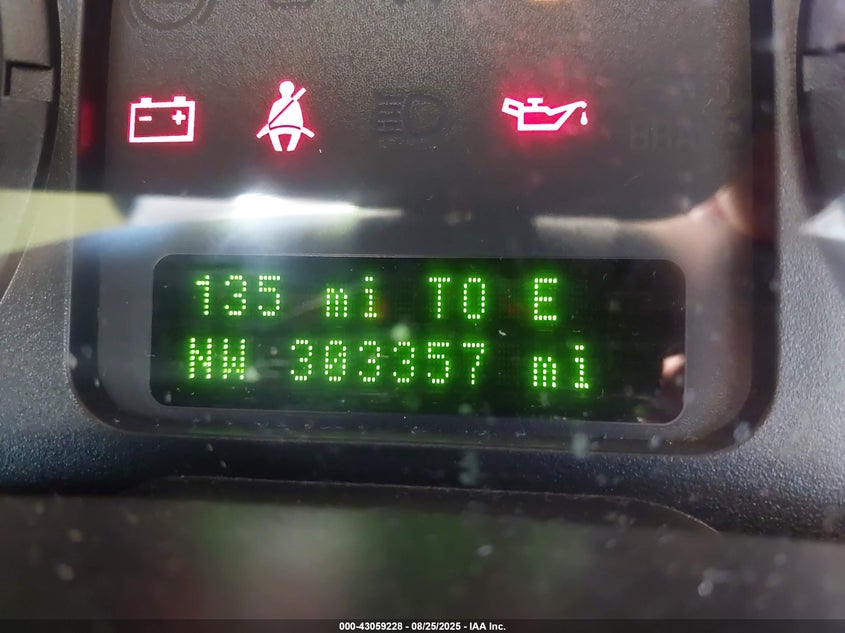 135 mi TO E
NW 303357 mi
000-43059228 - 08/25/2025 - IAA Inc.